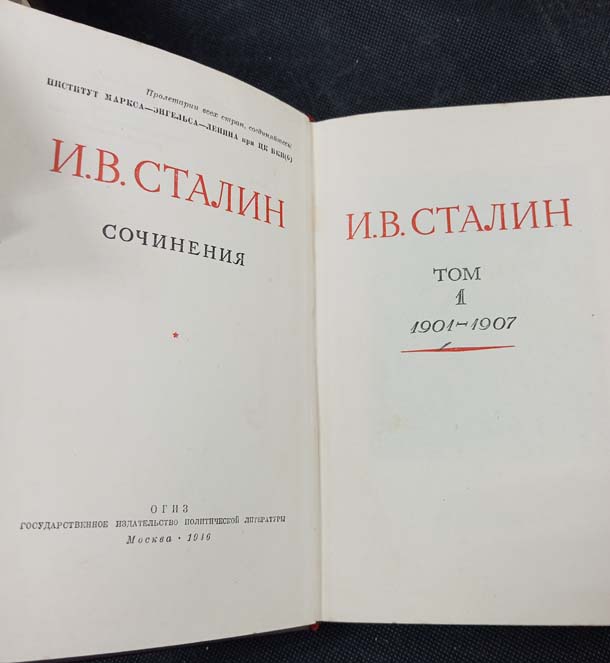 Пролетарии всех стран, соединяйтесь!
ИНСТИТУТ МАРКСА—ЭНГЕЛЬСА—ЛЕНИНА при ЦК ВКП(б)
И.В. СТАЛИН
СОЧИНЕНИЯ
ОГИЗ
ГОСУДАРСТВЕННОЕ ИЗДАТЕЛЬСТВО ПОЛИТИЧЕСКОЙ ЛИТЕРАТУРЫ
Москва · 1946
И.В. СТАЛИН
ТОМ
1
1901-1907